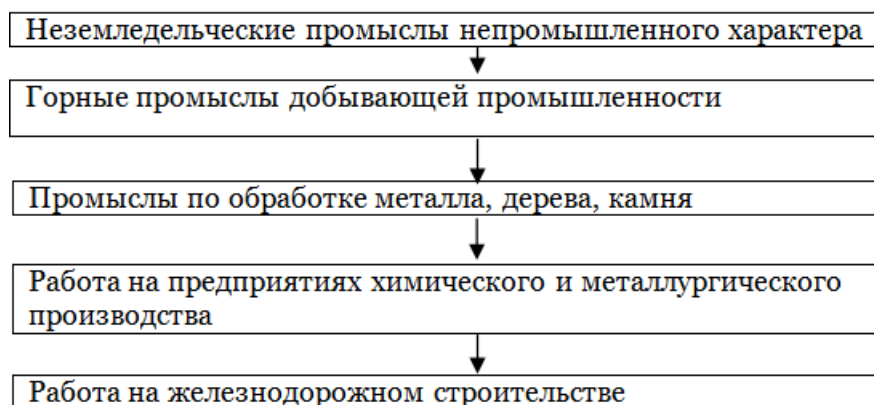 Неземледельческие промыслы непромышленного характера
Горные промыслы добывающей промышленности
Промыслы по обработке металла, дерева, камня
Работа на предприятиях химического и металлургического
производства
Работа на железнодорожном строительстве